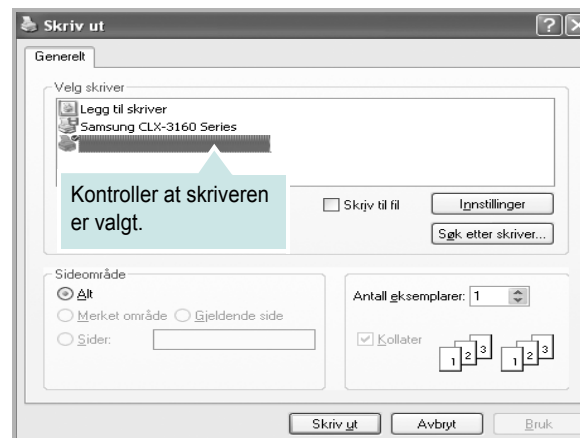 Skriv ut
Generelt
Velg skriver
Legg til skriver
Samsung CLX-3160 Series
Kontroller at skriveren
er valgt.
Skriv til fil
Innstillinger
Søk etter skriver...
Sideområde
Alt
Merket område Gjeldende side
Sider:
Antall eksemplarer: 1
Kollater
1 2 3 1 2 3
Skriv ut Avbryt Bruk